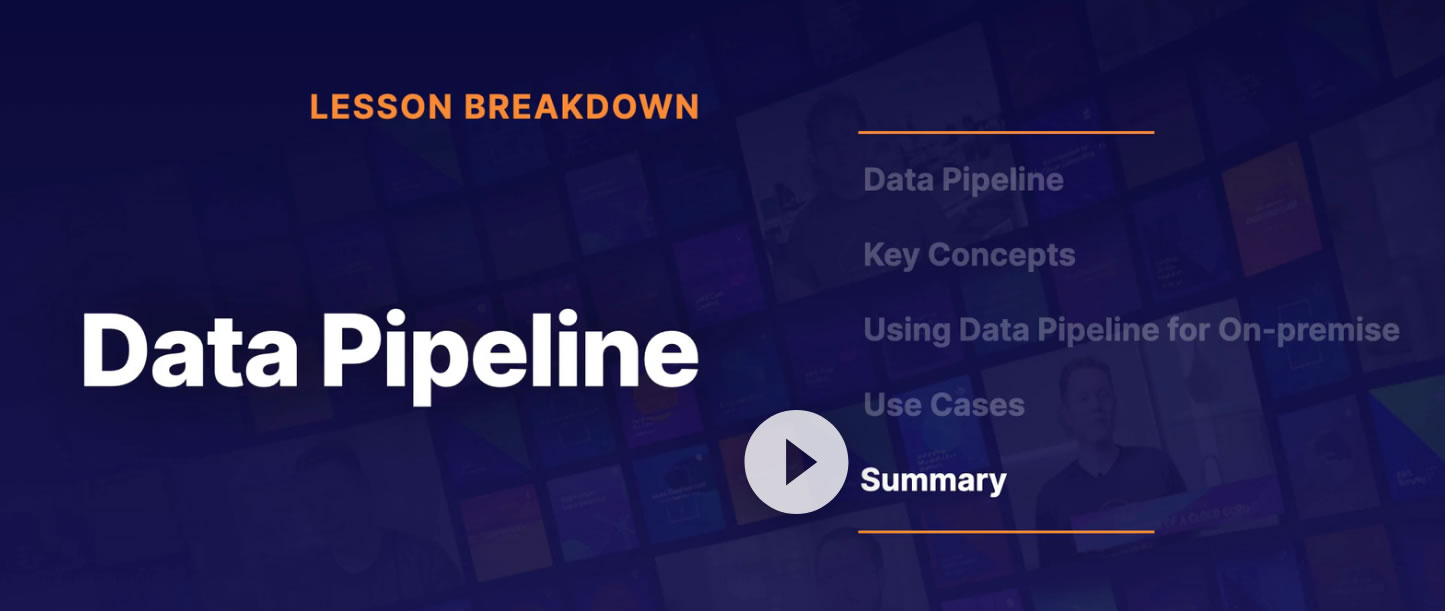 LESSON BREAKDOWN
Data Pipeline
Data Pipeline
Key Concepts
Using Data Pipeline for On-premise
Use Cases
Summary